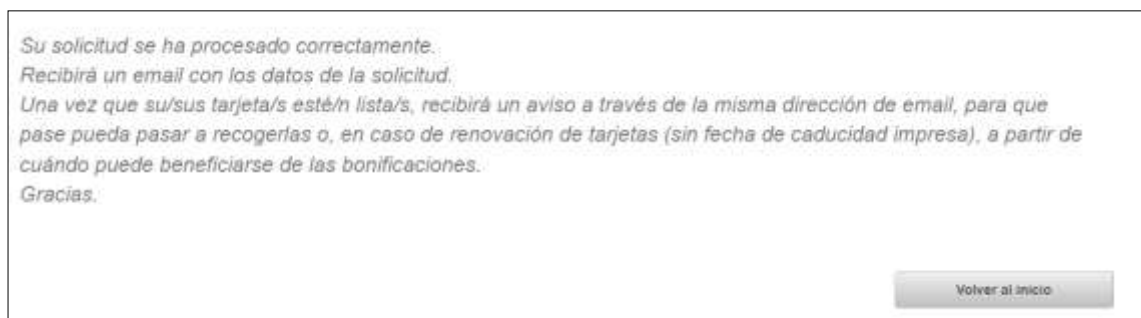 Su solicitud se ha procesado correctamente.
Recibirá un email con los datos de la solicitud.
Una vez que su/sus tarjeta/s esté/n lista/s, recibirá un aviso a través de la misma dirección de email, para que
pase pueda pasar a recogerlas o, en caso de renovación de tarjetas (sin fecha de caducidad impresa), a partir de
cuándo puede beneficiarse de las bonificaciones.
Gracias.
Volver al inicio